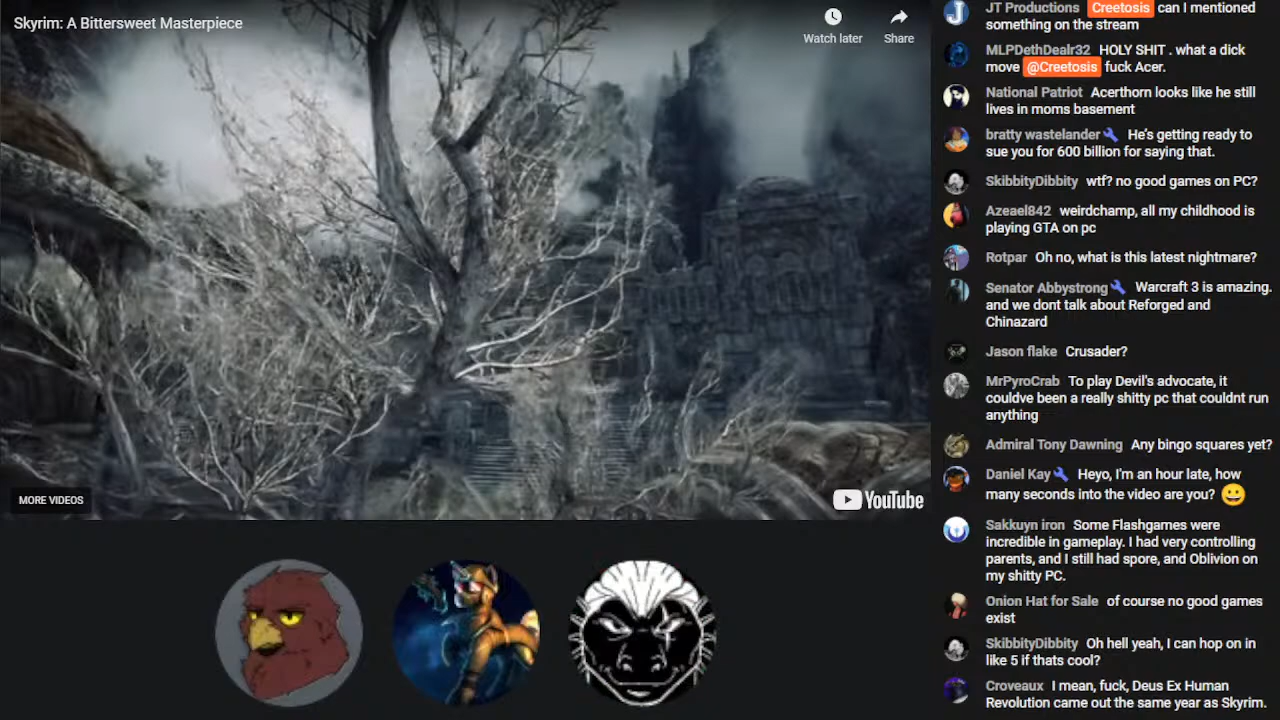 Skyrim: A Bittersweet Masterpiece
Watch later
Share
MORE VIDEOS
YouTube
JT Productions Creetosis can I mentioned
something on the stream
MLPDethDealr32 HOLY SHIT . what a dick
move @Creetosis fuck Acer.
National Patriot Acerthorn looks like he still
lives in moms basement
bratty wastelander He's getting ready to
sue you for 600 billion for saying that.
SkibbityDibbity wtf? no good games on PC?
Azeael842 weirdchamp, all my childhood is
playing GTA on pc
Rotpar Oh no, what is this latest nightmare?
Senator Abbystrong Warcraft 3 is amazing.
and we dont talk about Reforged and
Chinazard
Jason flake Crusader?
MrPyroCrab To play Devil's advocate, it
couldve been a really shitty pc that couldnt run
anything
Admiral Tony Dawning Any bingo squares yet?
Daniel Kay Heyo, I'm an hour late, how
many seconds into the video are you? 😀
Sakkuyn iron Some Flashgames were
incredible in gameplay. I had very controlling
parents, and I still had spore, and Oblivion on
my shitty PC.
Onion Hat for Sale of course no good games
exist
SkibbityDibbity Oh hell yeah, I can hop on in
like 5 if thats cool?
Croveaux I mean, fuck, Deus Ex Human
Revolution came out the same year as Skyrim.